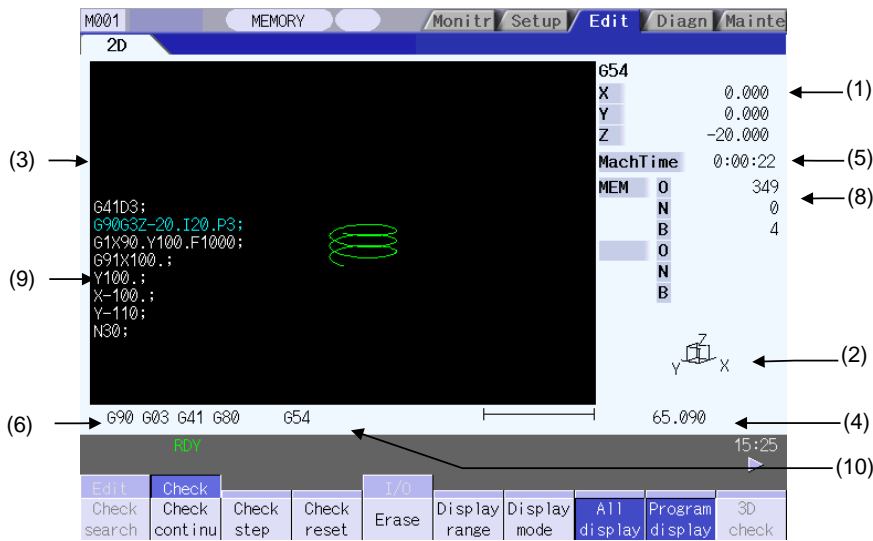 M001 MEMORY Monitr Setup Edit Diagn Mainte
2D
G54
X 0.000
Y 0.000
Z -20.000
MachTime 0:00:22
MEM O 349
N 0
B 4
O
N
B
(1)
(5)
(8)
(3)
(9)
G41D3;
G90G3Z-20.I20.P3;
G1X90.Y100.F1000;
G91X100.;
Y100.;
X-100.;
Y-110;
N30;
Z
Y X
(2)
(6)
G90 G03 G41 G80 G54
65.090
(4)
RDY 15:25
(10)
Edit Check I/O
Check search
Check continu
Check step
Check reset
Erase
Display range
Display mode
All display
Program display
3D check